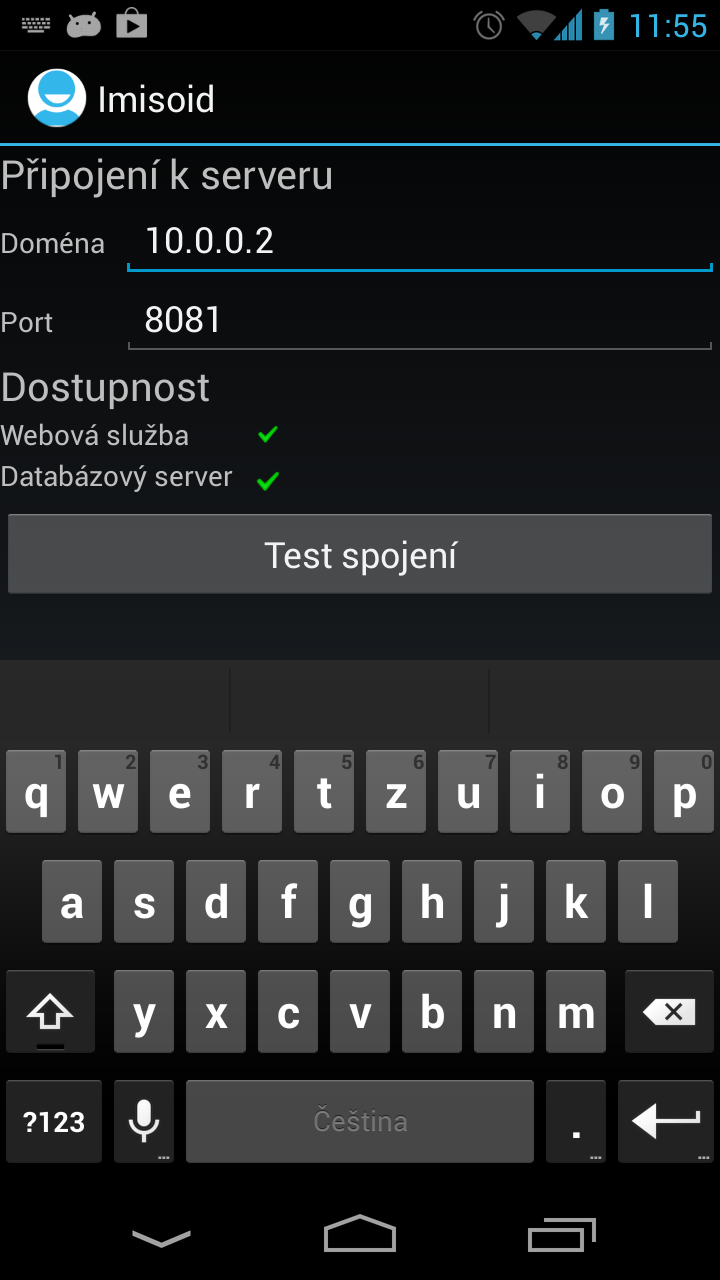 11:55
Imisoid
Připojení k serveru
Doména 10.0.0.2
Port 8081
Dostupnost
Webová služba
Databázový server
Test spojení
1 2 3 4 5 6 7 8 9 0
q w e r t z u i o p
a s d f g h j k l
y x c v b n m
?123 ... Čeština . ... ...